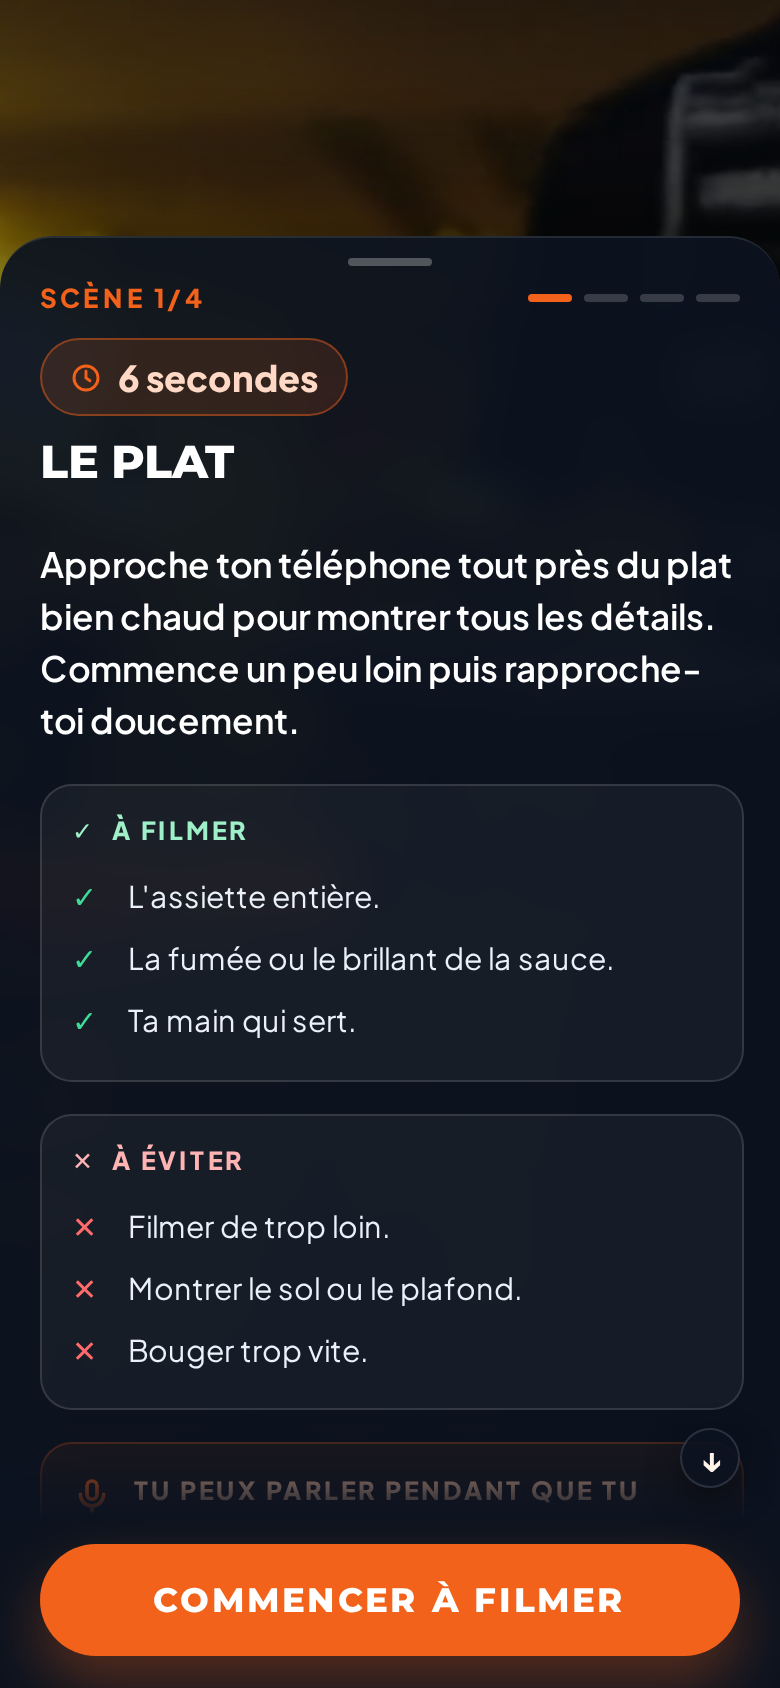 SCÈNE 1/4
6 secondes
LE PLAT
Approche ton téléphone tout près du plat
bien chaud pour montrer tous les détails.
Commence un peu loin puis rapproche-
toi doucement.
✓ À FILMER
✓ L'assiette entière.
✓ La fumée ou le brillant de la sauce.
✓ Ta main qui sert.
✕ À ÉVITER
✕ Filmer de trop loin.
✕ Montrer le sol ou le plafond.
✕ Bouger trop vite.
TU PEUX PARLER PENDANT QUE TU
COMMENCER À FILMER